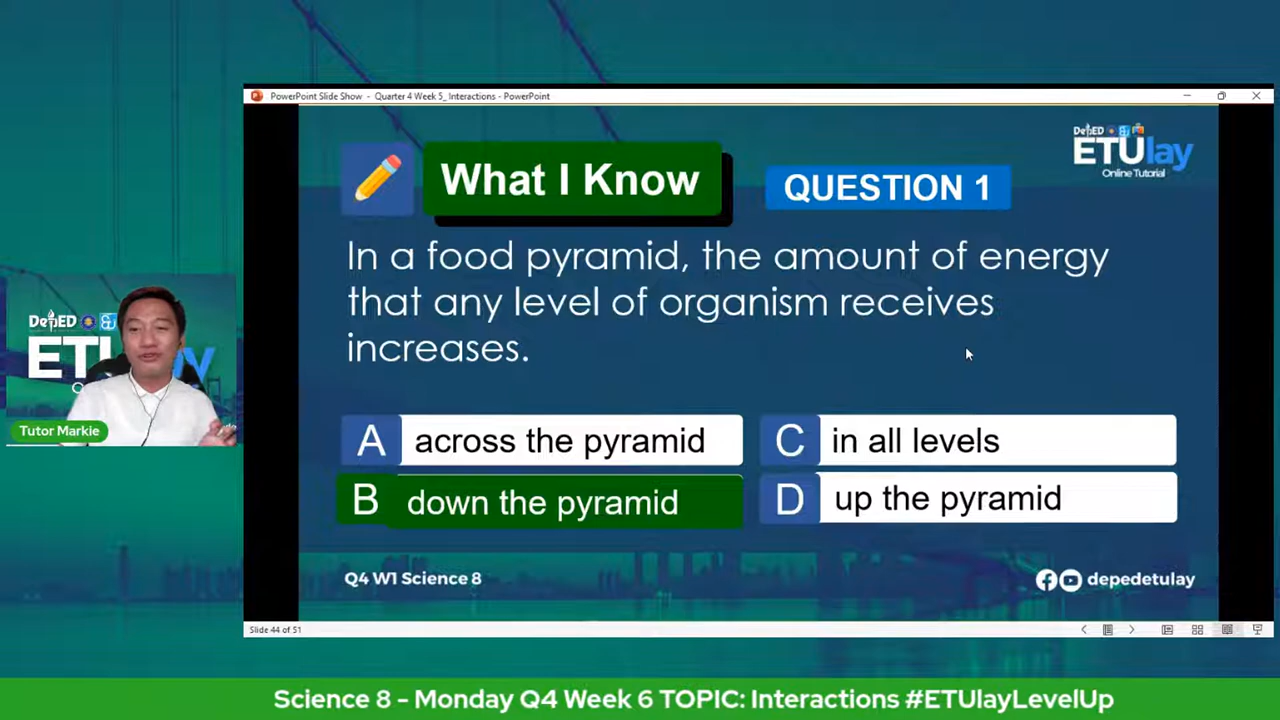 PowerPoint Slide Show - Quarter 4 Week 5_ Interactions - PowerPoint
What I Know
QUESTION 1
DepED
ETUlay
Online Tutorial
In a food pyramid, the amount of energy
that any level of organism receives
increases.
A across the pyramid
B down the pyramid
C in all levels
D up the pyramid
Q4 W1 Science 8
depedetulay
Slide 44 of 51
DepED
Tutor Markie
Science 8 - Monday Q4 Week 6 TOPIC: Interactions #ETUlayLevelUp